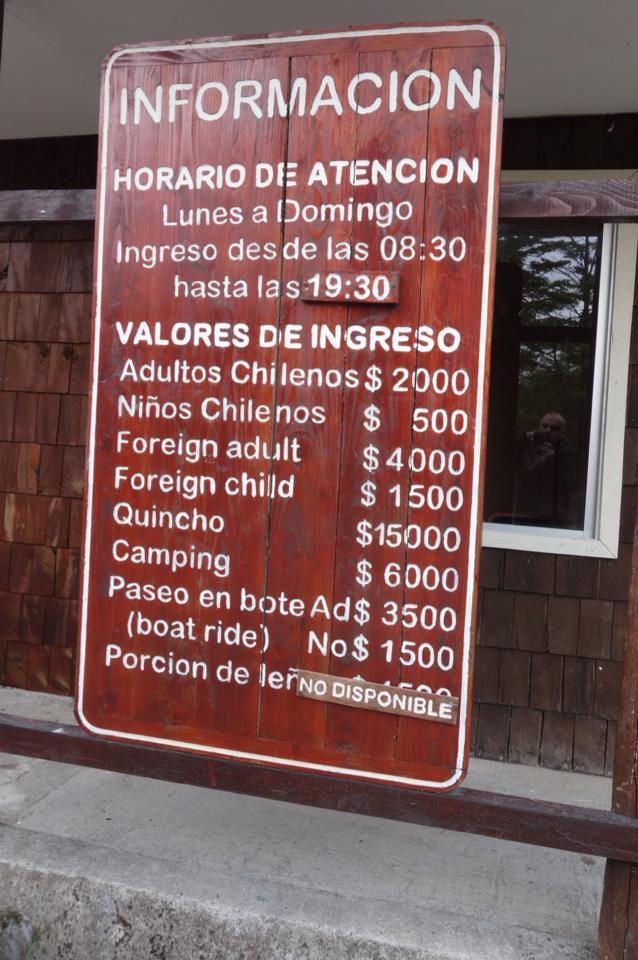 INFORMACION
HORARIO DE ATENCION
Lunes a Domingo
Ingreso desde las 08:30
hasta las 19:30
VALORES DE INGRESO
Adultos Chilenos $ 2000
Niños Chilenos $ 500
Foreign adult $ 4000
Foreign child $ 1500
Quincho $15000
Camping $ 6000
Paseo en bote Ad $ 3500
(boat ride) No $ 1500
Porcion de
NO DISPONIBLE